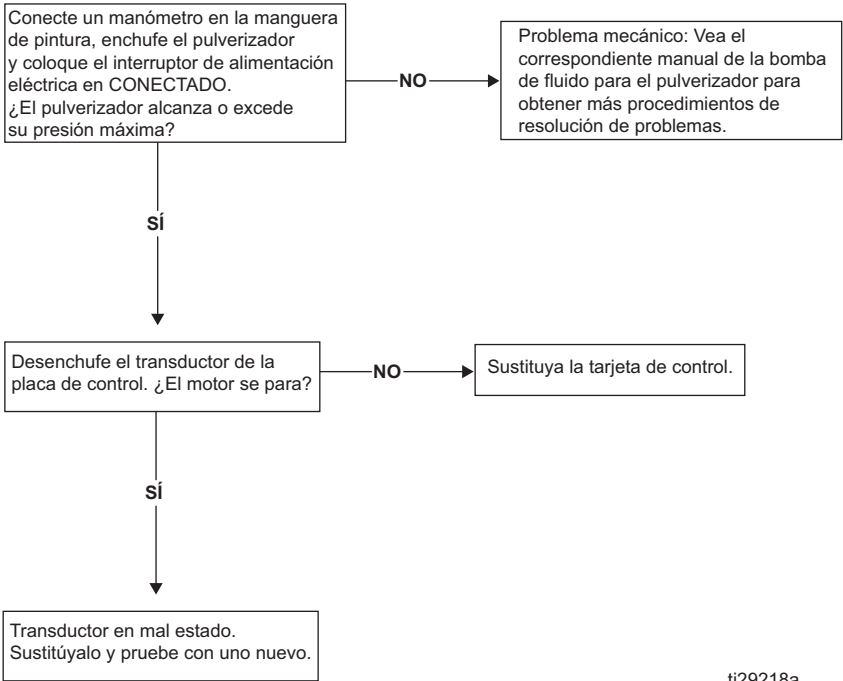 Conecte un manómetro en la manguera
de pintura, enchufe el pulverizador
y coloque el interruptor de alimentación
eléctrica en CONECTADO.
¿El pulverizador alcanza o excede
su presión máxima?
NO
Problema mecánico: Vea el
correspondiente manual de la bomba
de fluido para el pulverizador para
obtener más procedimientos de
resolución de problemas.
SÍ
Desenchufe el transductor de la
placa de control. ¿El motor se para?
NO
Sustituya la tarjeta de control.
SÍ
Transductor en mal estado.
Sustitúyalo y pruebe con uno nuevo.
ti29218a